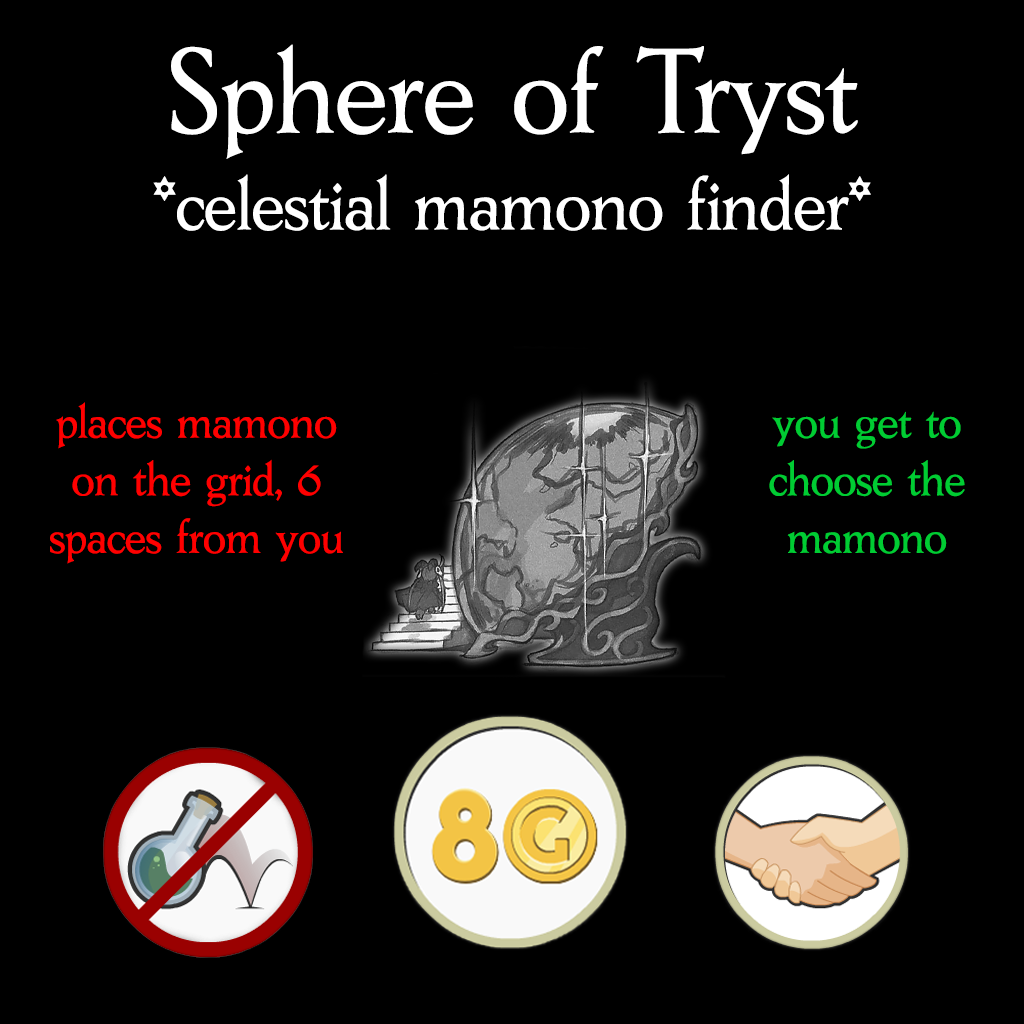 Sphere of Tryst
*celestial mamono finder*
places mamono
on the grid, 6
spaces from you
you get to
choose the
mamono
8G